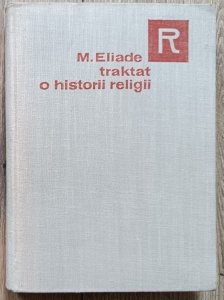 R
M. Eliade
traktat
o historii religii